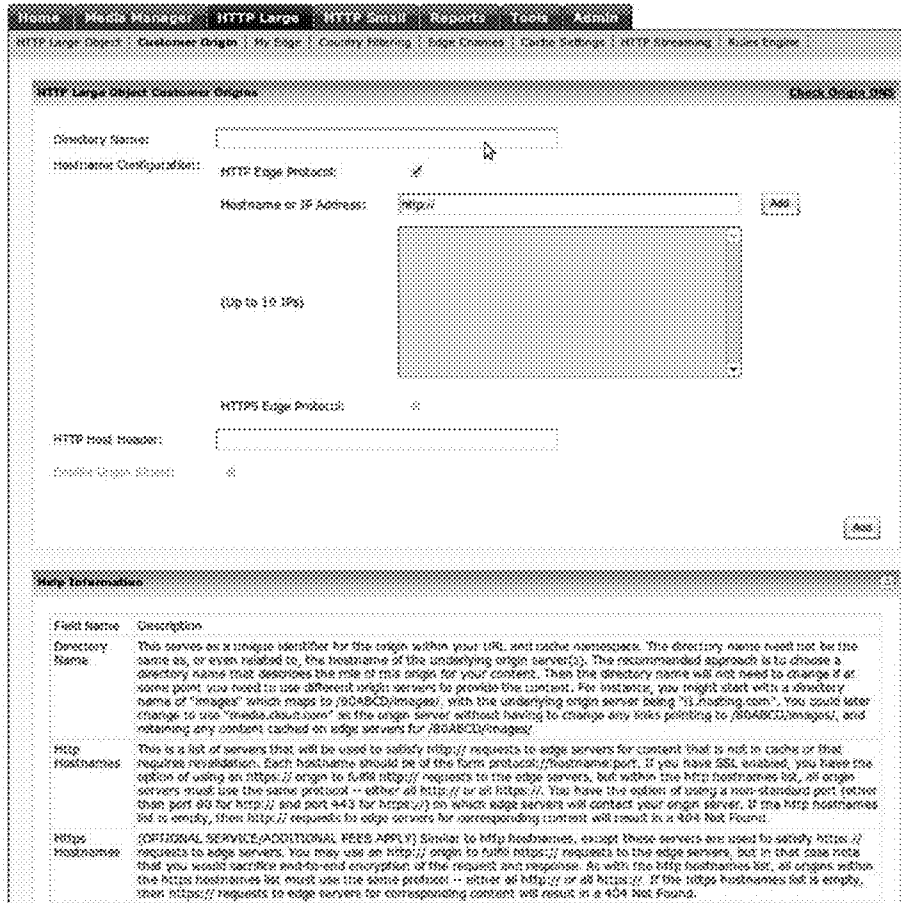 Home Media Manager HTTP Large HTTP Small Reports Tools Admin
HTTP Large Object | Customer Origin | My Edge | Country Filtering | Edge Cnames | Cache Settings | HTTP Streaming | Rules Engine
HTTP Large Object Customer Origins Check Origin DNS
Directory Name:
Hostname Configuration:
HTTP Edge Protocol:
Hostname or IP Address: http:// Add
(Up to 10 IPs)
HTTPS Edge Protocol:
HTTP Host Header:
Add
Help Information
Field Name Description
Directory Name
This serves as a unique identifier for the origin within your URL and cache namespace. The directory name need not be the
same as, or even related to, the hostname of the underlying origin server(s). The recommended approach is to choose a
directory name that describes the role of this origin for your content. Then the directory name will not need to change if at
some point you need to use different origin servers to provide the content. For instance, you might start with a directory
name of "images" which maps to /80ABCD/images/, with the underlying origin server being "is.hosting.com". You could later
change to use "media.cloud.com" as the origin server without having to change any links pointing to /80ABCD/images/, and
retaining any content cached on edge servers for /80ABCD/images/.
Http Hostnames
This is a list of servers that will be used to satisfy http:// requests to edge servers for content that is not in cache or that
requires revalidation. Each hostname should be of the form protocol://hostname:port. If you have SSL enabled, you have the
option of using an https:// origin to fulfill http:// requests to the edge servers, but within the http hostnames list, all origin
servers must use the same protocol -- either all http:// or all https://. You have the option of using a non-standard port (other
than port 80 for http:// and port 443 for https://) on which edge servers will contact your origin server. If the http hostnames
list is empty, then http:// requests to edge servers for corresponding content will result in a 404 Not Found.
Https Hostnames
(OPTIONAL SERVICE/ADDITIONAL FEES APPLY) Similar to http hostnames, except these servers are used to satisfy https://
requests to edge servers. You may use an http:// origin to fulfill https:// requests to the edge servers, but in that case note
that you would sacrifice end-to-end encryption of the request and response. As with the http hostnames list, all origins within
the https hostnames list must use the same protocol -- either all http:// or all https://. If the https hostnames list is empty,
then https:// requests to edge servers for corresponding content will result in a 404 Not Found.